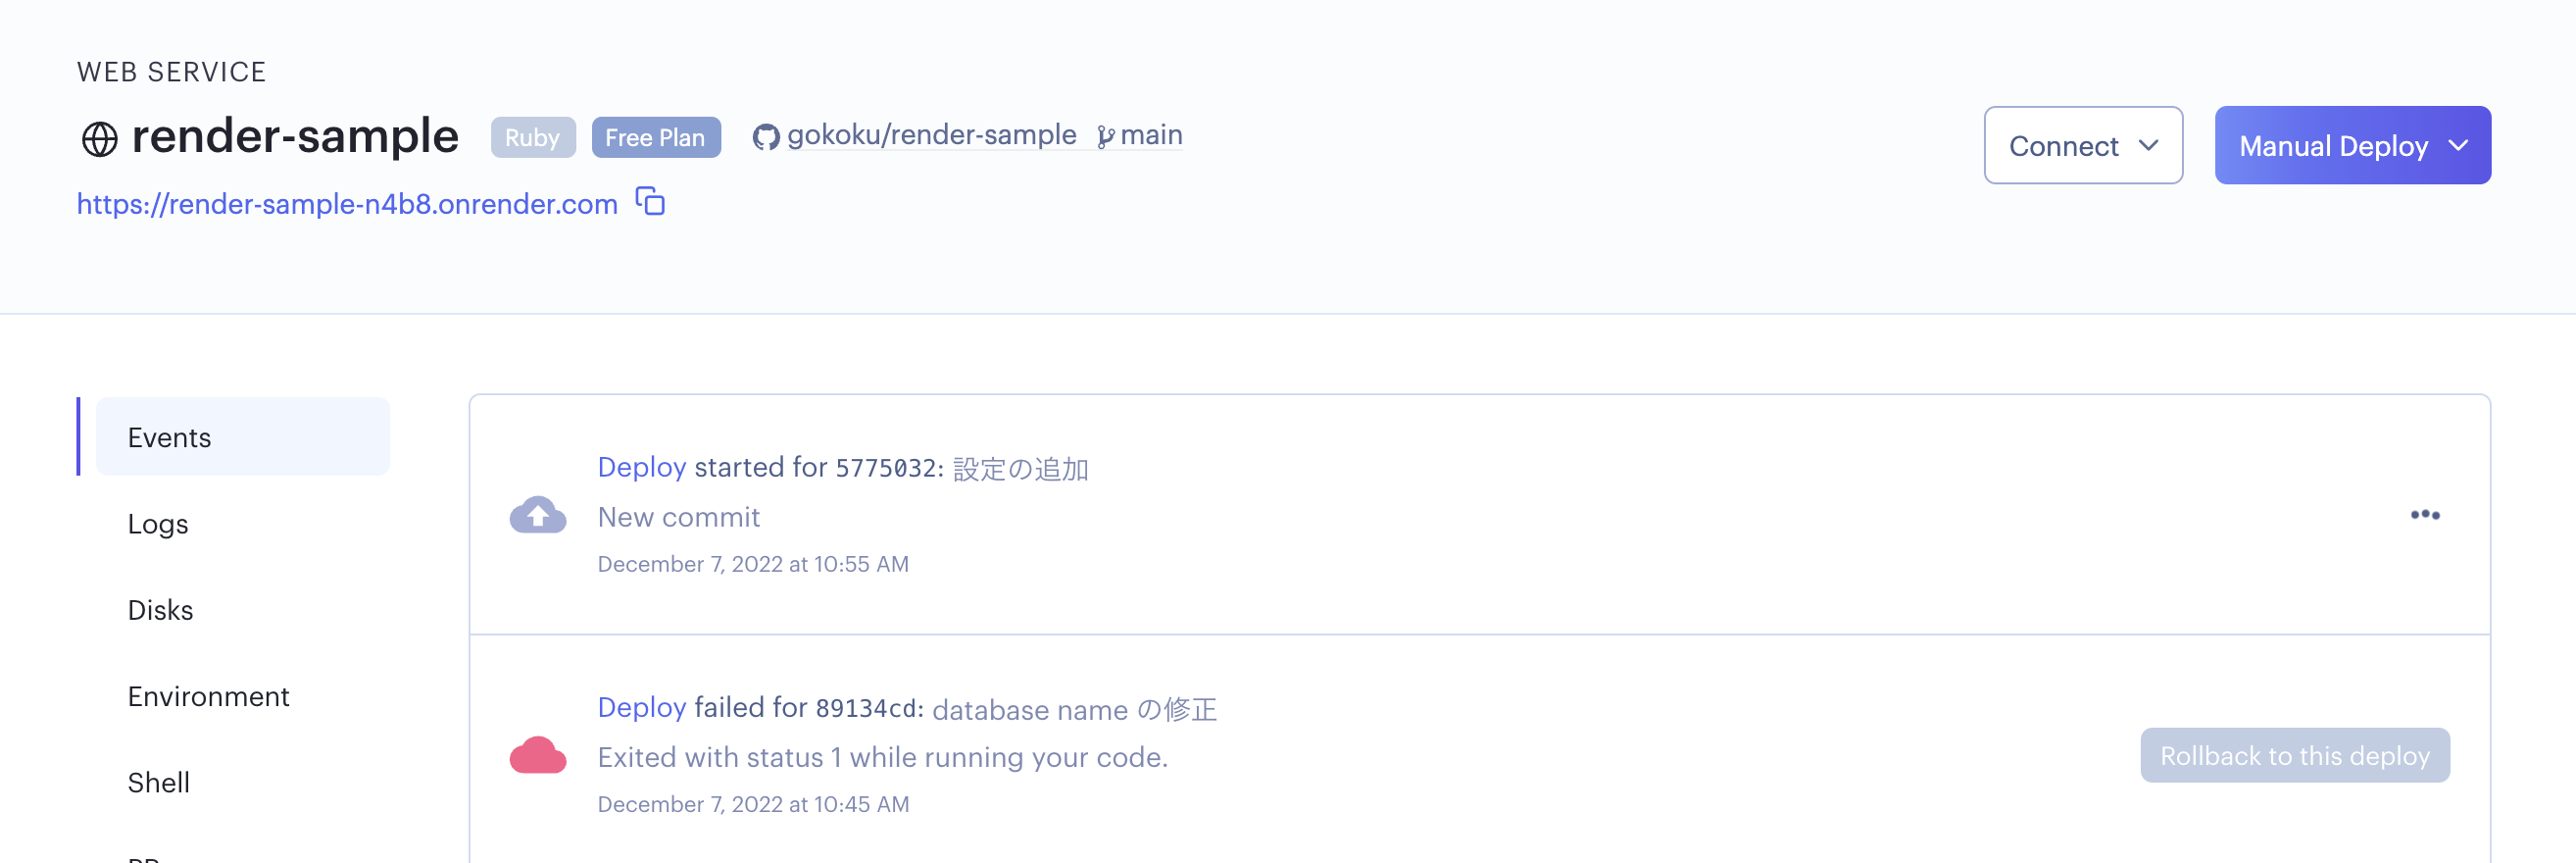 WEB SERVICE
render-sample Ruby Free Plan gokoku/render-sample main
https://render-sample-n4b8.onrender.com
Connect
Manual Deploy
Events
Logs
Disks
Environment
Shell
Deploy started for 5775032: 設定の追加
New commit
December 7, 2022 at 10:55 AM
Deploy failed for 89134cd: database name の修正
Exited with status 1 while running your code.
December 7, 2022 at 10:45 AM
Rollback to this deploy